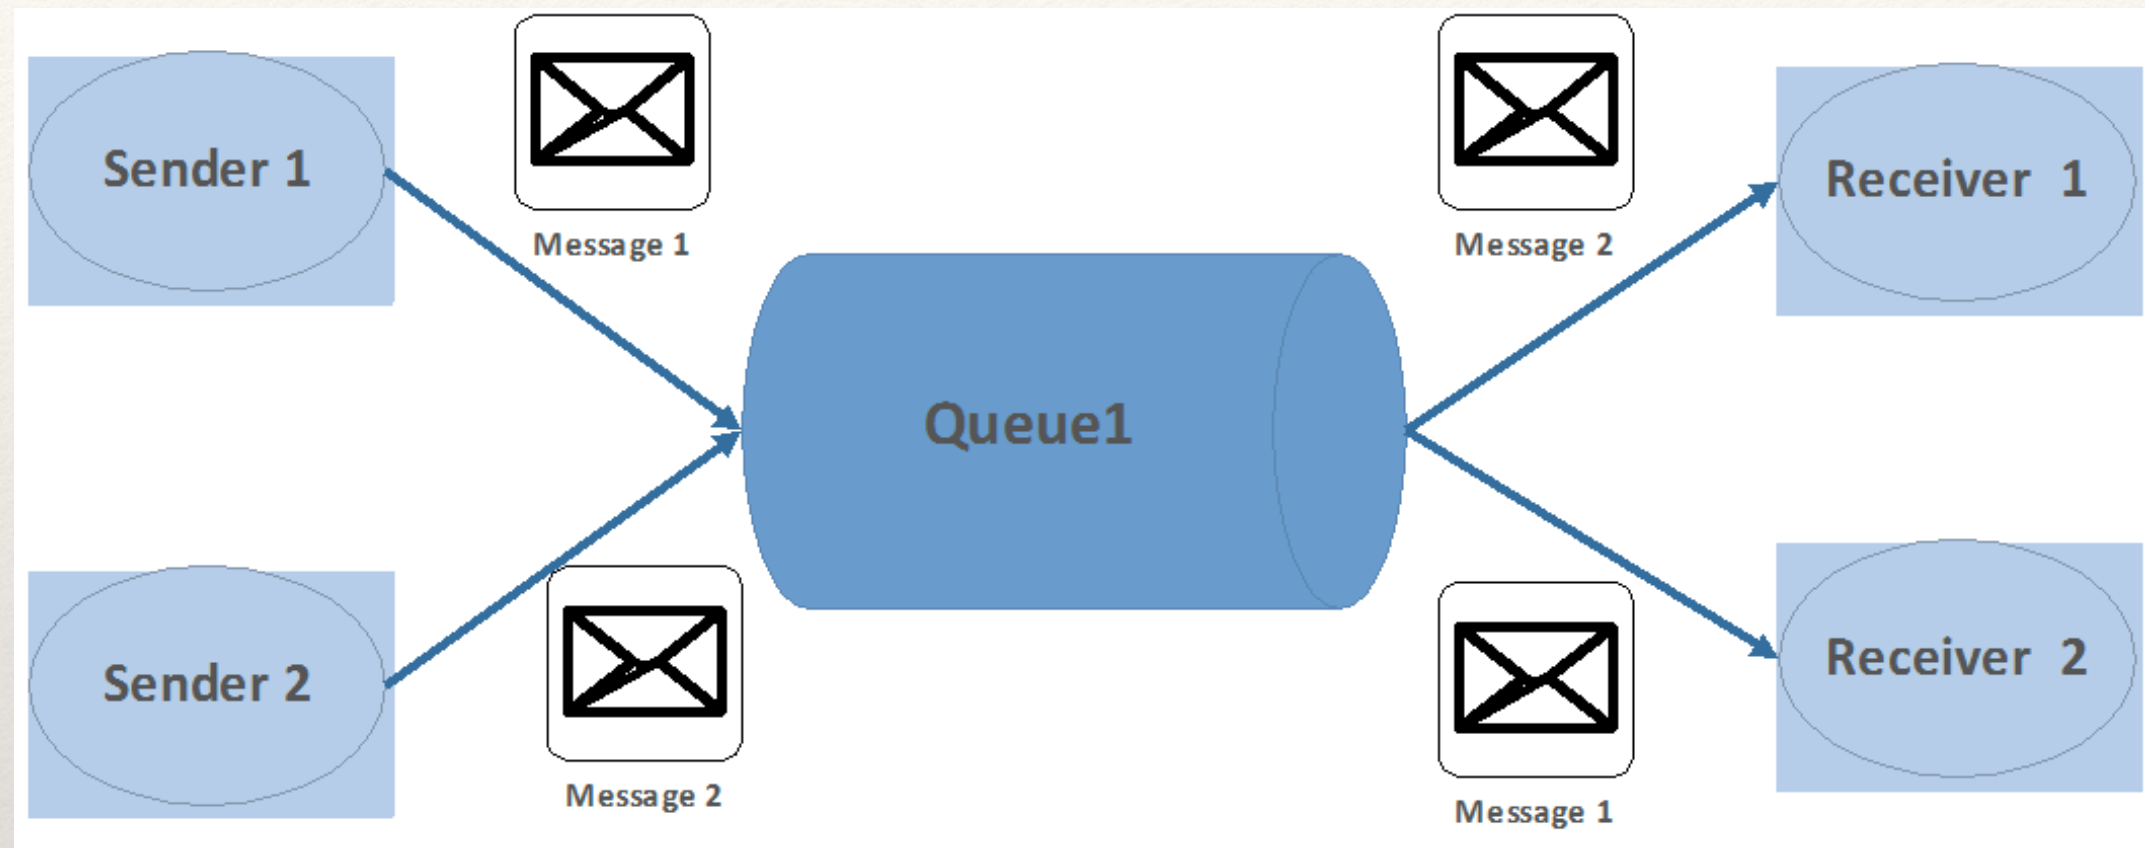 Sender 1
Message 1
Message 2
Receiver 1
Queue1
Sender 2
Message 2
Message 1
Receiver 2